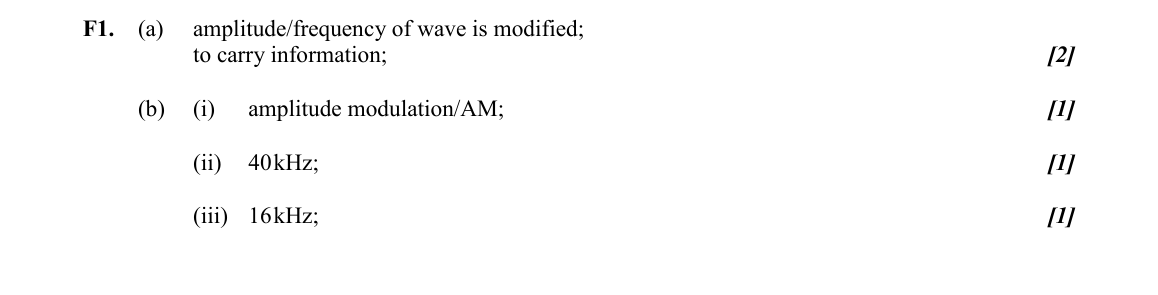 F1. (a) amplitude/frequency of wave is modified;
to carry information; [2]
(b) (i) amplitude modulation/AM; [1]
(ii) 40kHz; [1]
(iii) 16kHz; [1]